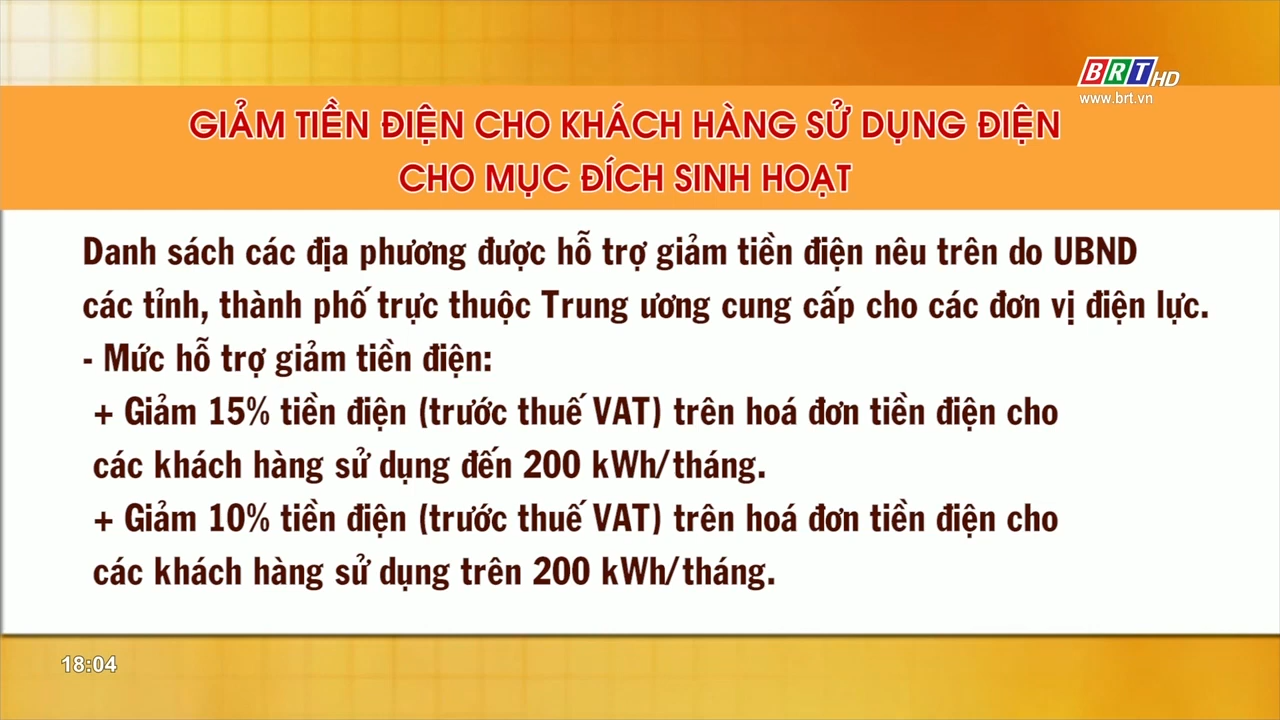 BRT HD
www.brt.vn
GIẢM TIỀN ĐIỆN CHO KHÁCH HÀNG SỬ DỤNG ĐIỆN
CHO MỤC ĐÍCH SINH HOẠT
Danh sách các địa phương được hỗ trợ giảm tiền điện nêu trên do UBND
các tỉnh, thành phố trực thuộc Trung ương cung cấp cho các đơn vị điện lực.
- Mức hỗ trợ giảm tiền điện:
+ Giảm 15% tiền điện (trước thuế VAT) trên hoá đơn tiền điện cho
các khách hàng sử dụng đến 200 kWh/tháng.
+ Giảm 10% tiền điện (trước thuế VAT) trên hoá đơn tiền điện cho
các khách hàng sử dụng trên 200 kWh/tháng.
18:04